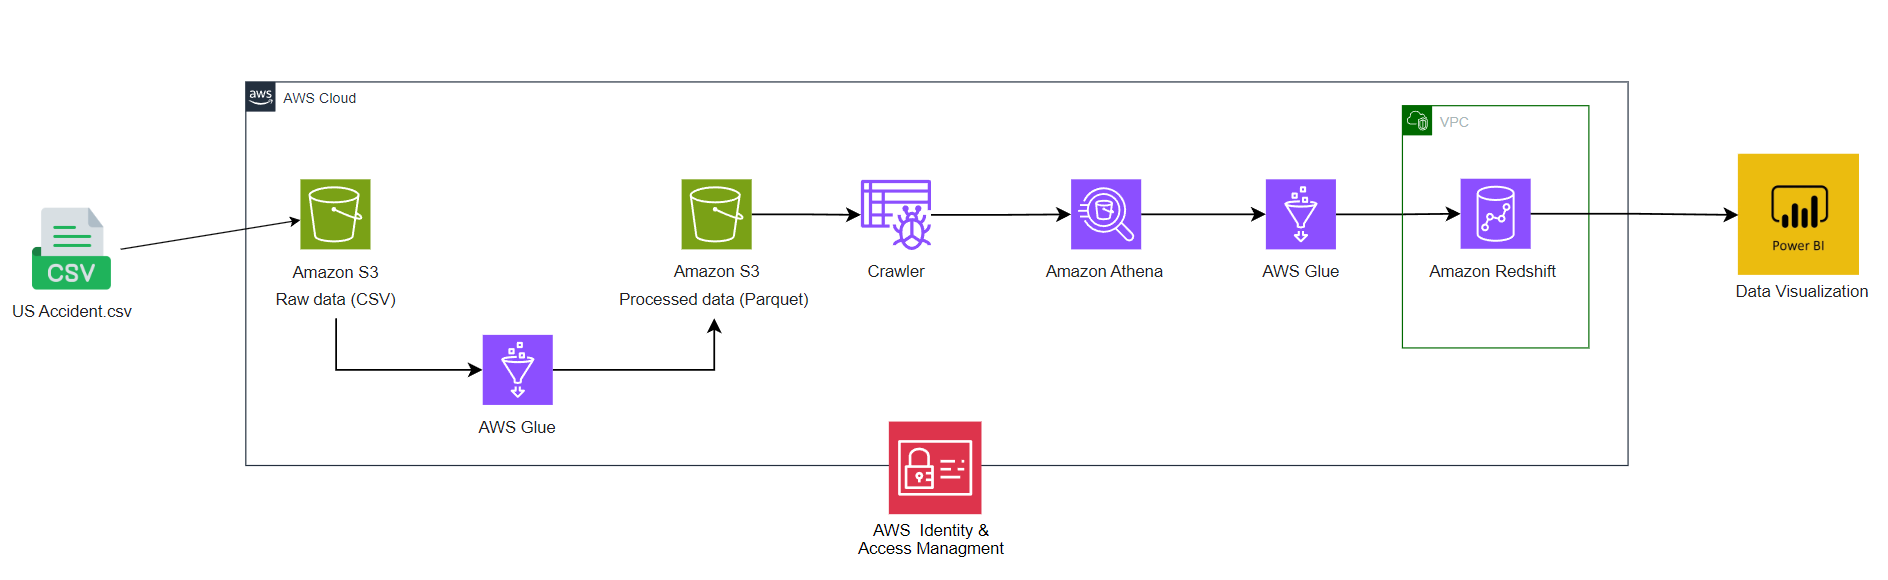 aws
AWS Cloud
VPC
CSV
US Accident.csv
Amazon S3
Raw data (CSV)
AWS Glue
Amazon S3
Processed data (Parquet)
Crawler
Amazon Athena
AWS Glue
Amazon Redshift
Power BI
Data Visualization
AWS  Identity &
Access Managment